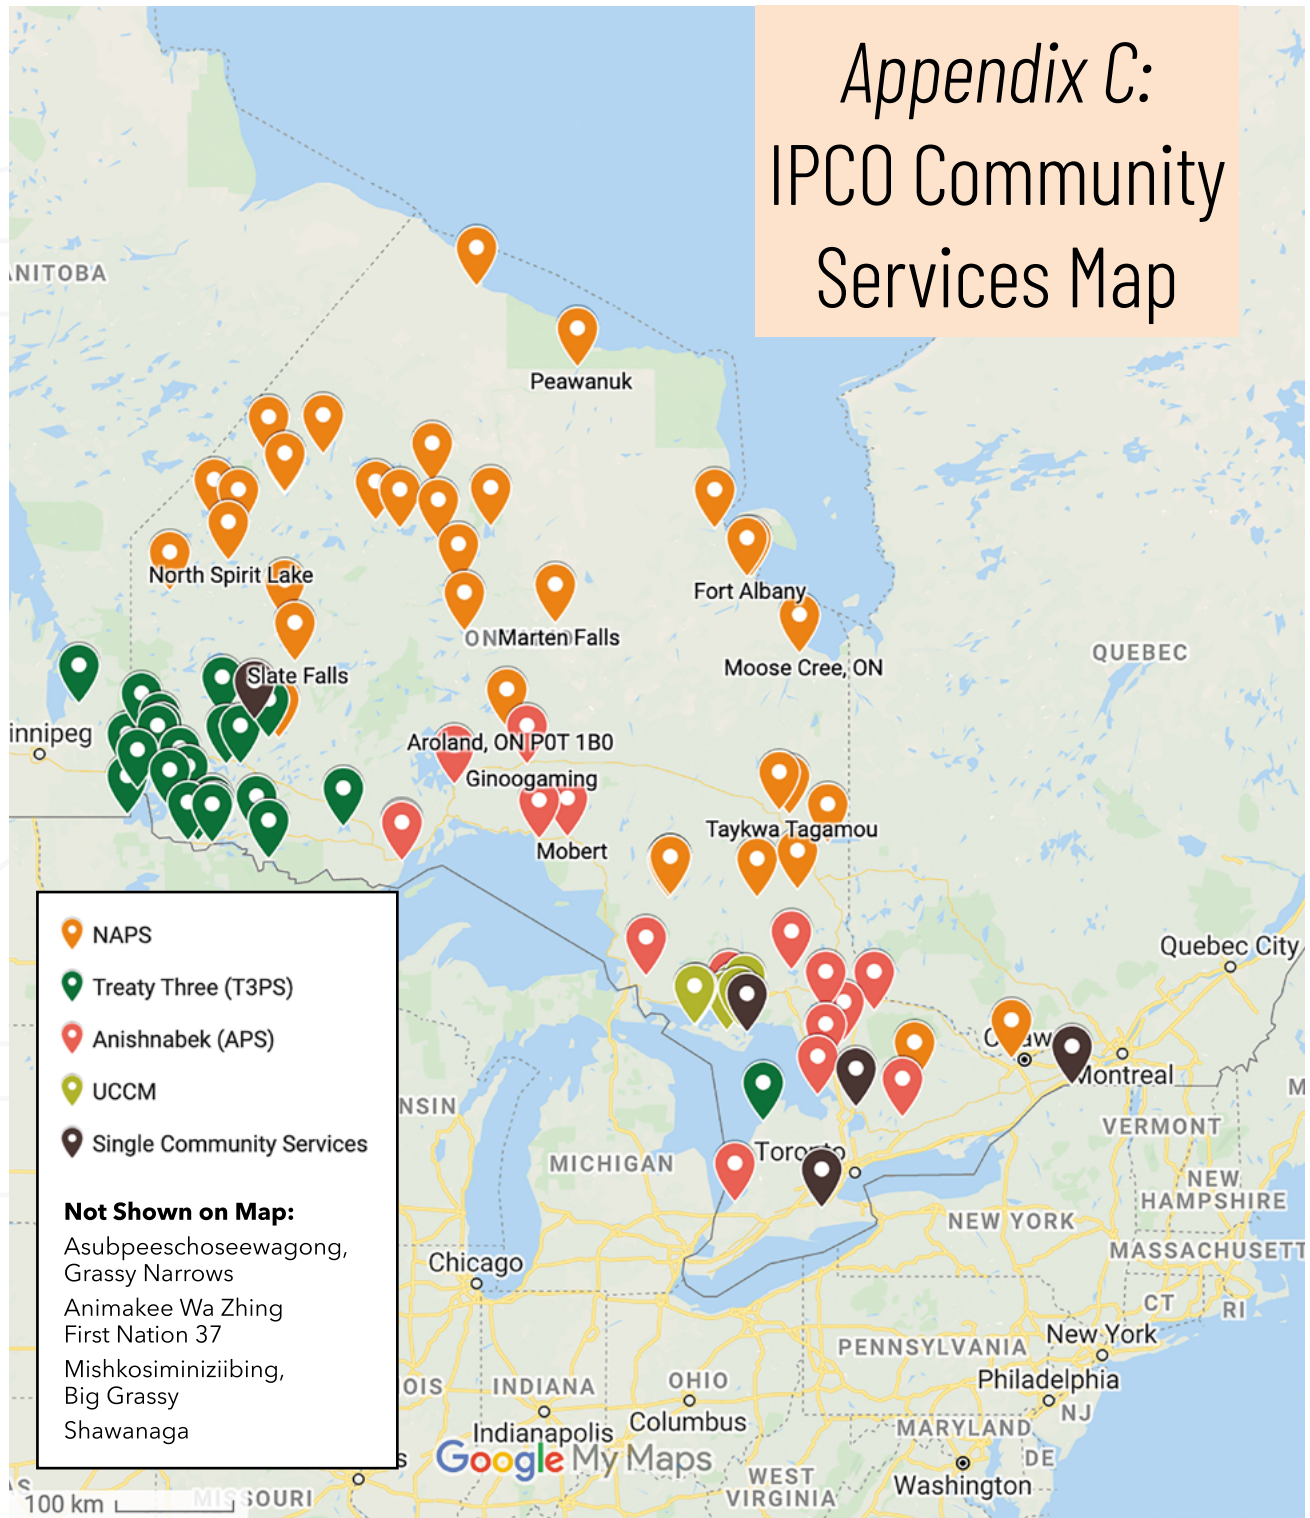 Appendix C:
IPCO Community
Services Map
ANITOBA
Peawanuk
North Spirit Lake
Fort Albany
Marten Falls
Moose Cree, ON
QUEBEC
Slate Falls
innipeg
Aroland, ON P0T 1B0
Ginoogaming
Taykwa Tagamou
Mobert
Quebec City
Montreal
NSIN
VERMONT
MICHIGAN
Toronto
NEW
HAMPSHIRE
NEW YORK
MASSACHUSETT
Chicago
CT
RI
New York
PENNSYLVANIA
Philadelphia
NJ
OIS
INDIANA
OHIO
Columbus
Indianapolis
MARYLAND
DE
Washington
WEST
VIRGINIA
Google My Maps
NAPS
Treaty Three (T3PS)
Anishnabek (APS)
UCCM
Single Community Services
Not Shown on Map:
Asubpeeschoseewagong,
Grassy Narrows
Animakee Wa Zhing
First Nation 37
Mishkosiminiziibing,
Big Grassy
Shawanaga
100 km
MISSOURI